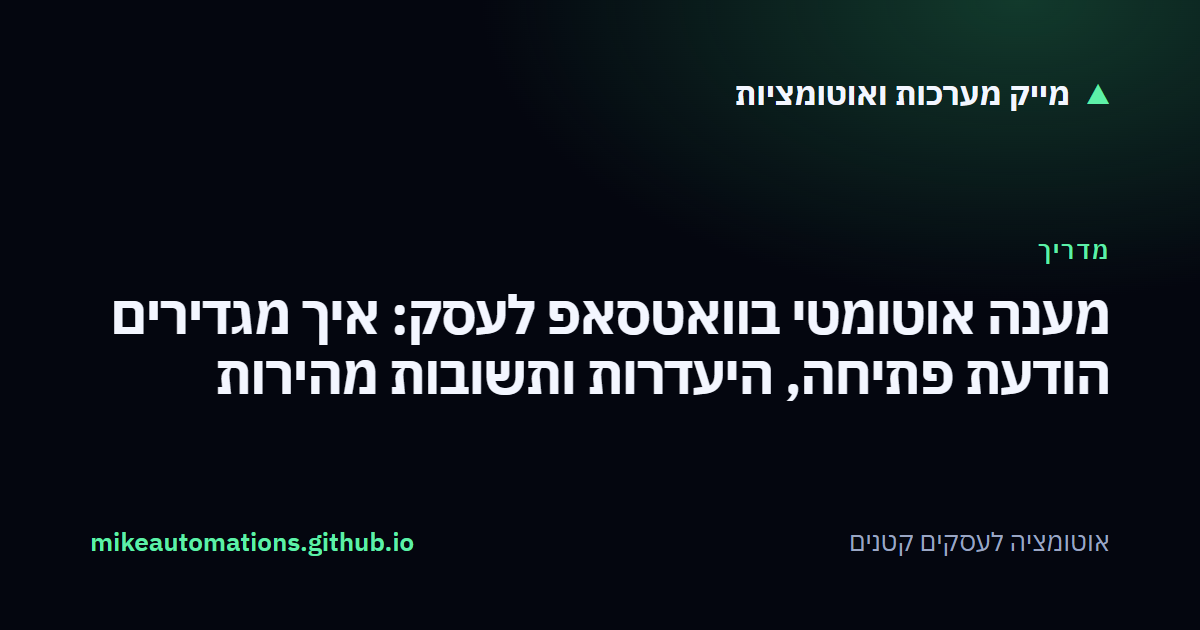 מייק מערכות ואוטומציות
מדריך
מענה אוטומטי בוואטסאפ לעסק: איך מגדירים
הודעת פתיחה, היעדרות ותשובות מהירות
אוטומציה לעסקים קטנים
mikeautomations.github.io